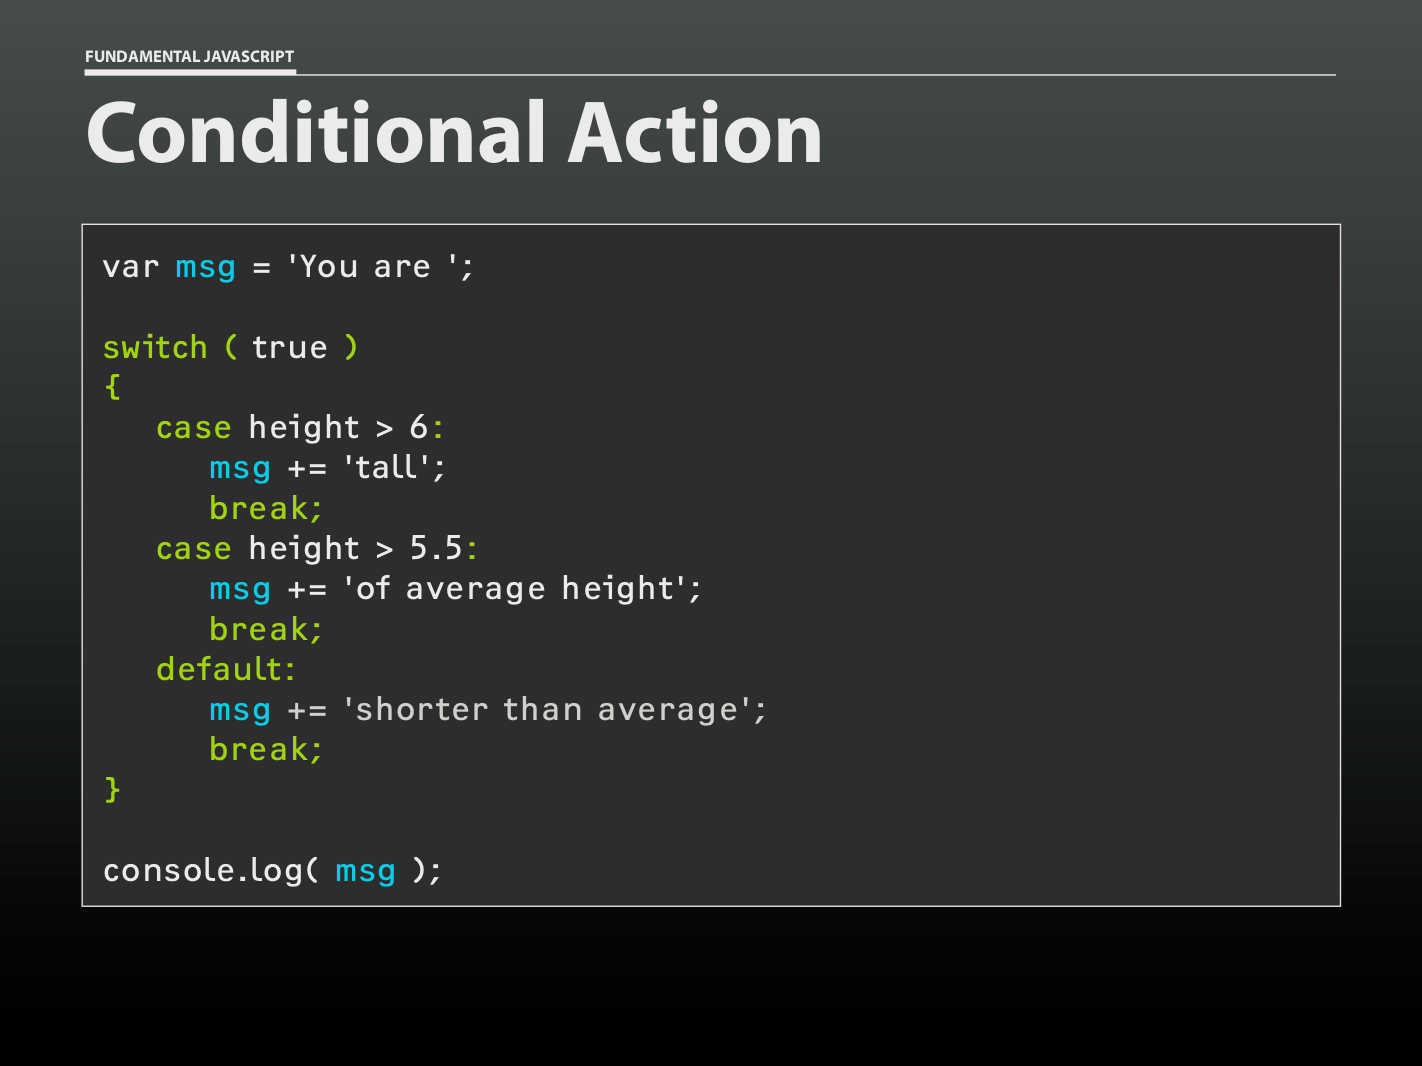 FUNDAMENTAL JAVASCRIPT
Conditional Action
var msg = 'You are ';
switch ( true )
{
case height > 6:
msg += 'tall';
break;
case height > 5.5:
msg += 'of average height';
break;
default:
msg += 'shorter than average';
break;
}
console.log( msg );